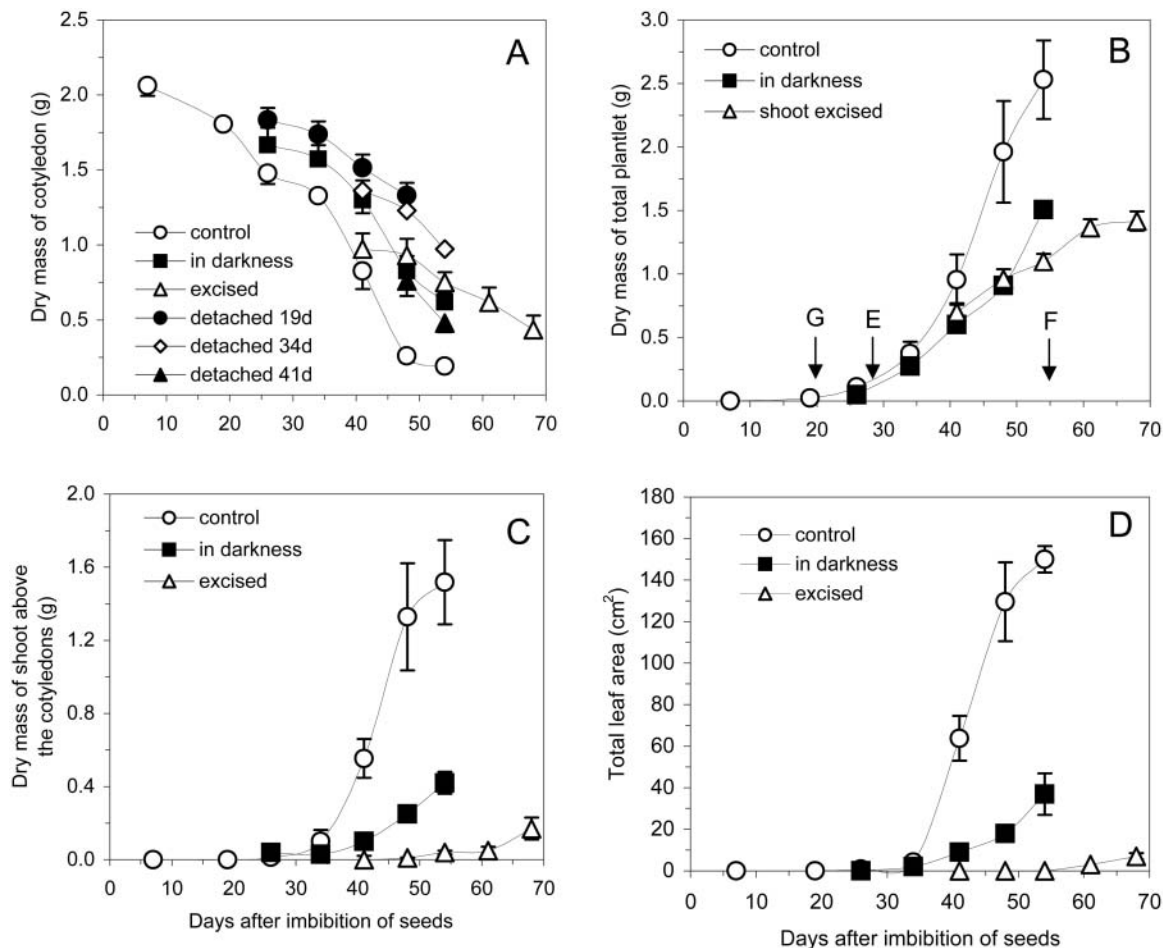 A
Dry mass of cotyledon (g)
2.5
2.0
1.5
1.0
0.5
0.0
control
in darkness
excised
detached 19d
detached 34d
detached 41d
0 10 20 30 40 50 60 70
B
Dry mass of total plantlet (g)
3.0
2.5
2.0
1.5
1.0
0.5
0.0
control
in darkness
shoot excised
G E F
0 10 20 30 40 50 60 70
C
Dry mass of shoot above
the cotyledons (g)
2.0
1.6
1.2
0.8
0.4
0.0
control
in darkness
excised
0 10 20 30 40 50 60 70
Days after imbibition of seeds
D
Total leaf area (cm²)
180
160
140
120
100
80
60
40
20
0
control
in darkness
excised
0 10 20 30 40 50 60 70
Days after imbibition of seeds